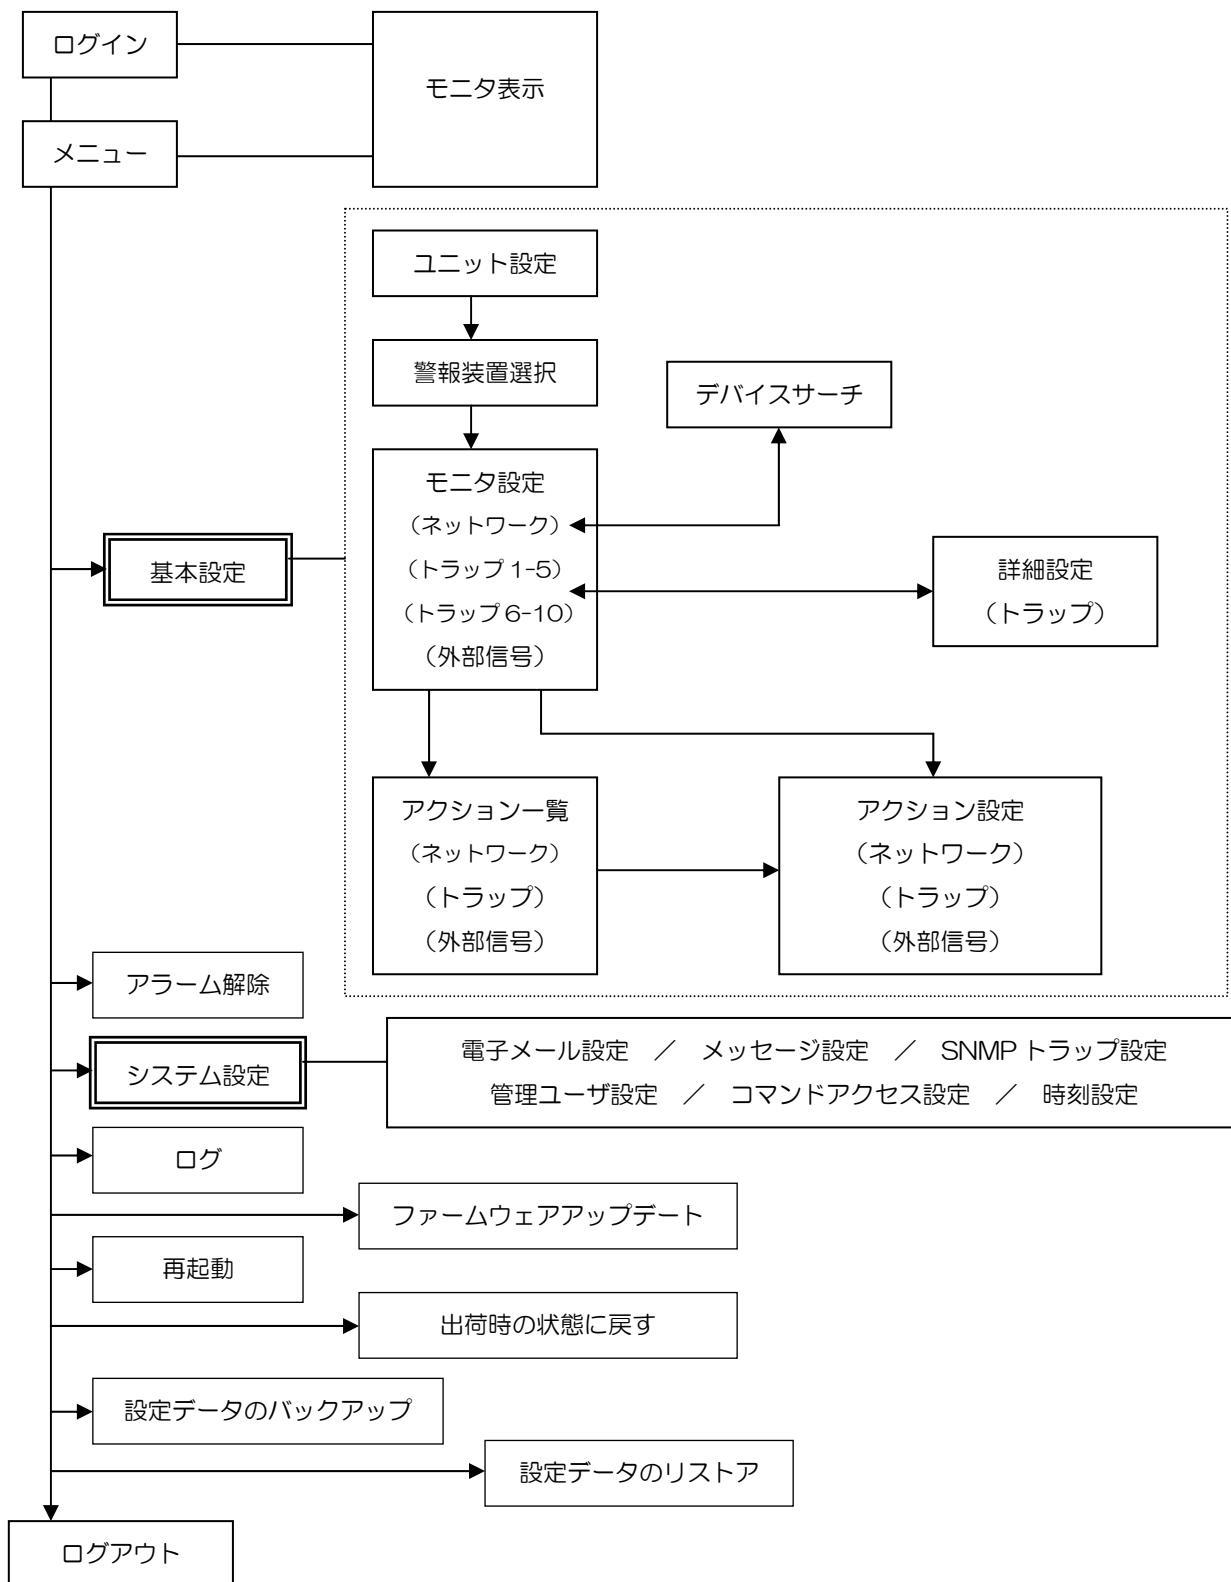 ログイン
モニタ表示
メニュー
ユニット設定
警報装置選択
デバイスサーチ
モニタ設定
（ネットワーク）
（トラップ 1-5）
（トラップ 6-10）
（外部信号）
基本設定
詳細設定
（トラップ）
アクション一覧
（ネットワーク）
（トラップ）
（外部信号）
アクション設定
（ネットワーク）
（トラップ）
（外部信号）
アラーム解除
システム設定
電子メール設定　／　メッセージ設定　／　SNMP トラップ設定
管理ユーザ設定　／　コマンドアクセス設定　／　時刻設定
ログ
ファームウェアアップデート
再起動
出荷時の状態に戻す
設定データのバックアップ
設定データのリストア
ログアウト